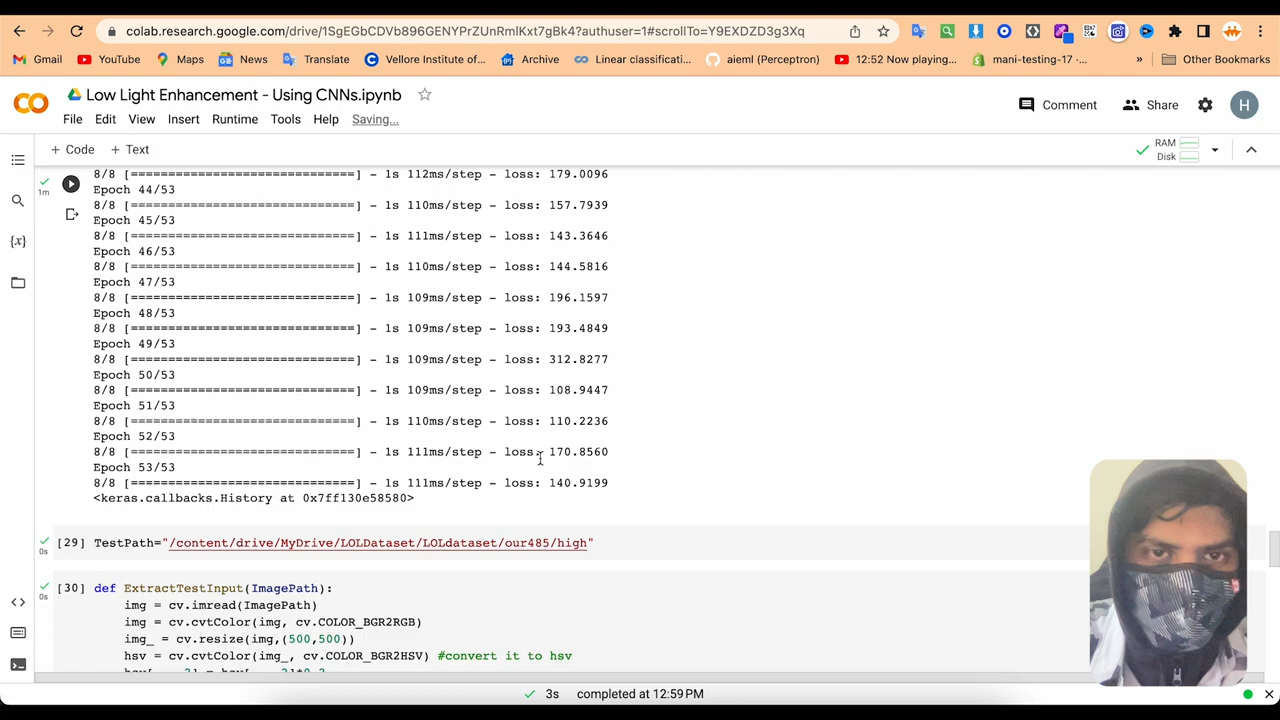 colab.research.google.com/drive/1SgEGbCDVb896GENYPrZUnRmlKxt7gBk4?authuser=1#scrollTo=Y9EXDZD3g3Xq
Gmail YouTube Maps News Translate Vellore Institute of... Archive Linear classificati... aieml (Perceptron) 12:52 Now playing... mani-testing-17 ·... » Other Bookmarks
Low Light Enhancement - Using CNNs.ipynb
Comment Share H
File Edit View Insert Runtime Tools Help Saving...
+ Code + Text
RAM
Disk
8/8 [==============================] - 1s 112ms/step - loss: 179.0096
1m
Epoch 44/53
8/8 [==============================] - 1s 110ms/step - loss: 157.7939
Epoch 45/53
8/8 [==============================] - 1s 111ms/step - loss: 143.3646
Epoch 46/53
8/8 [==============================] - 1s 110ms/step - loss: 144.5816
Epoch 47/53
8/8 [==============================] - 1s 109ms/step - loss: 196.1597
Epoch 48/53
8/8 [==============================] - 1s 109ms/step - loss: 193.4849
Epoch 49/53
8/8 [==============================] - 1s 109ms/step - loss: 312.8277
Epoch 50/53
8/8 [==============================] - 1s 109ms/step - loss: 108.9447
Epoch 51/53
8/8 [==============================] - 1s 110ms/step - loss: 110.2236
Epoch 52/53
8/8 [==============================] - 1s 111ms/step - loss: 170.8560
Epoch 53/53
8/8 [==============================] - 1s 111ms/step - loss: 140.9199
<keras.callbacks.History at 0x7ff130e58580>
[29] TestPath="/content/drive/MyDrive/LOLDataset/LOLdataset/our485/high"
0s
[30] def ExtractTestInput(ImagePath):
0s
img = cv.imread(ImagePath)
img = cv.cvtColor(img, cv.COLOR_BGR2RGB)
img_ = cv.resize(img,(500,500))
hsv = cv.cvtColor(img_, cv.COLOR_BGR2HSV) #convert it to hsv
3s completed at 12:59 PM